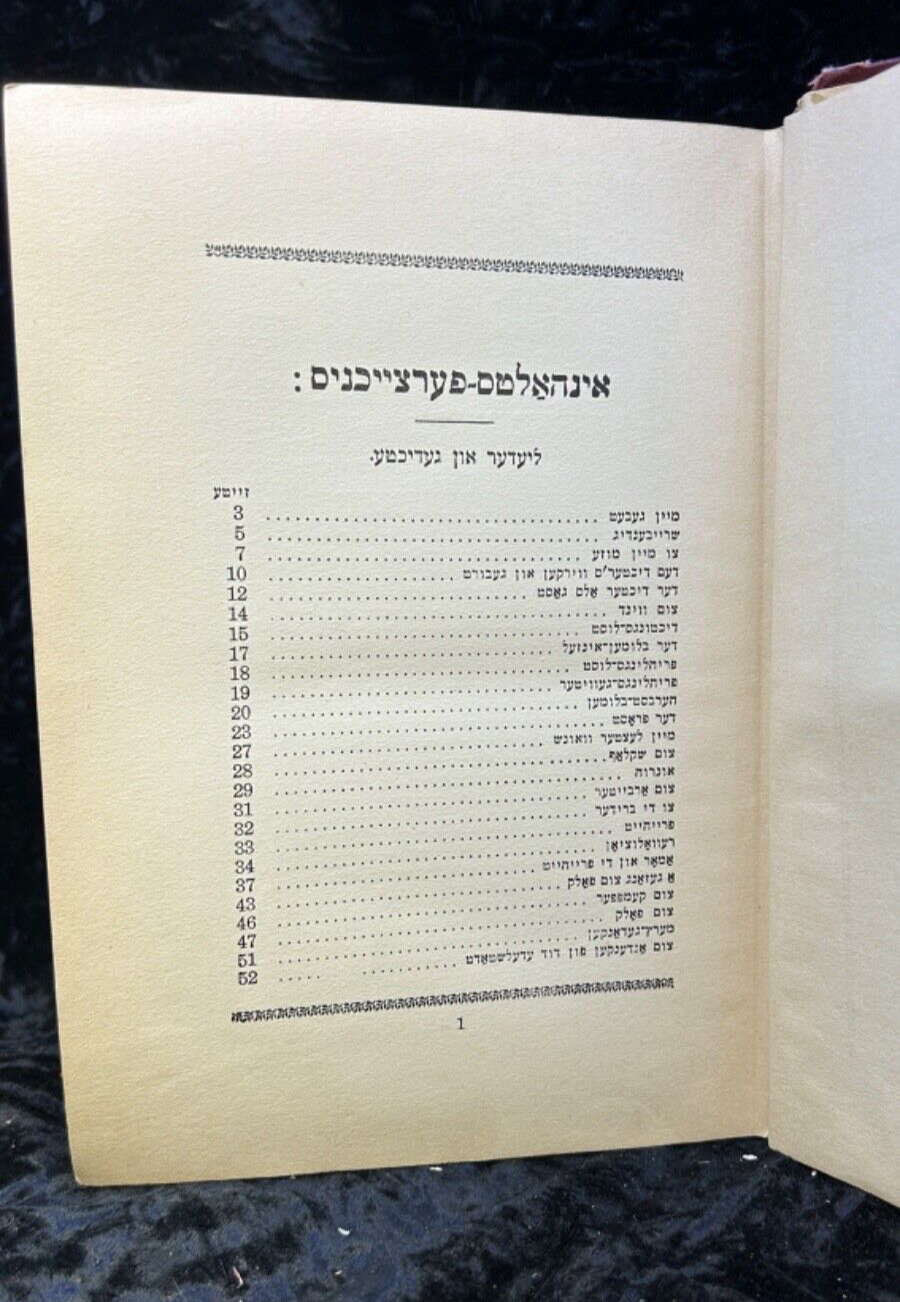 אינהאַלטס-פערצייכניס :
ליעדער און געדיכטע.
זייטע
מיין געבעט 3
שרייבענדיג 5
צו מיין מוזע 7
דעם דיכטער'ס ווירקען און געבורט 10
דער דיכטער אַלס גאַסט 12
צום ווינד 14
דיכטונגס-לוסט 15
דער בלומען-אינזעל 17
פריהלינגס-לוסט 18
פריהלינגס-געוויטער 19
הערבסט-בלומען 20
דער פראָסט 23
מיין לעצטער וואונש 27
צום שקלאַף 28
אונרוה 29
צום אַרבייטער 31
צו די ברידער 32
פרייהייט 33
רעוואָלוציאָן 34
אַמאָר און די פרייהייט 37
אַ געזאַנג צום פאָלק 43
צום קעמפפער 46
צום פאָלק 47
מערץ-געדאַנקען 51
צום אָנדענקען פון דוד עדעלשטאָדט 52
1